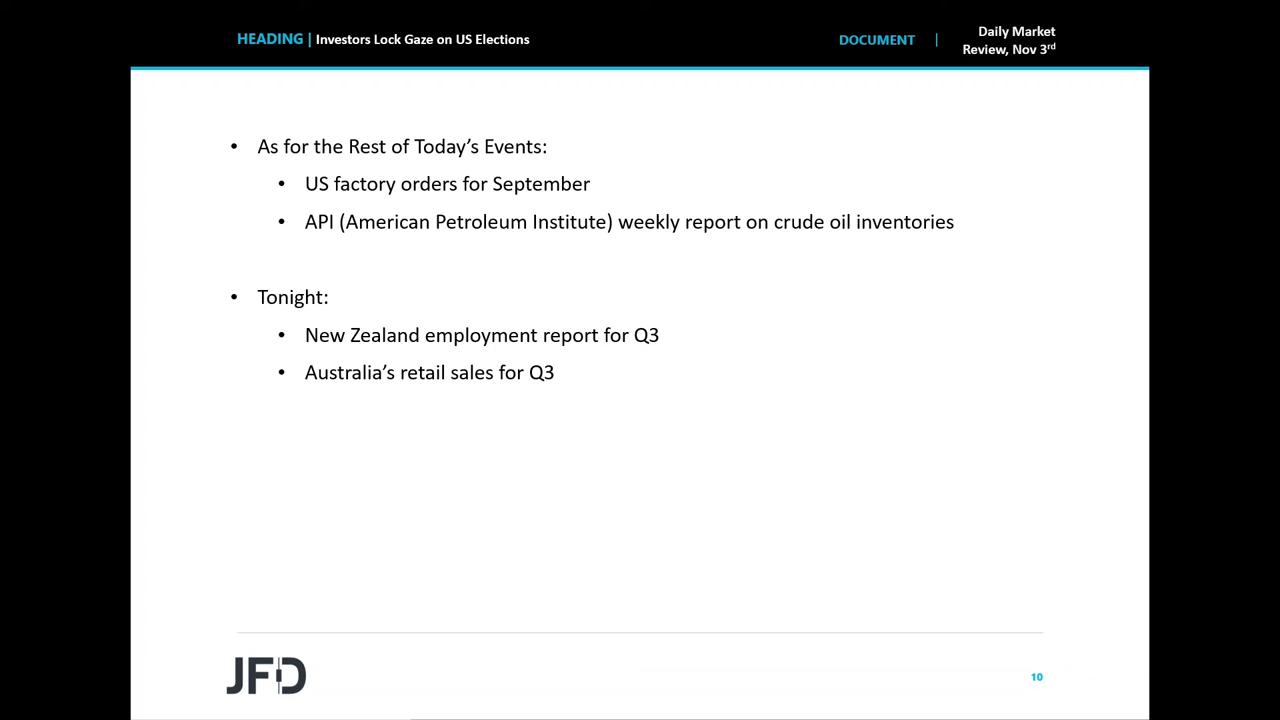 HEADING | Investors Lock Gaze on US Elections
DOCUMENT |
Daily Market
Review, Nov 3rd
• As for the Rest of Today’s Events:
• US factory orders for September
• API (American Petroleum Institute) weekly report on crude oil inventories
• Tonight:
• New Zealand employment report for Q3
• Australia’s retail sales for Q3
JFD
10